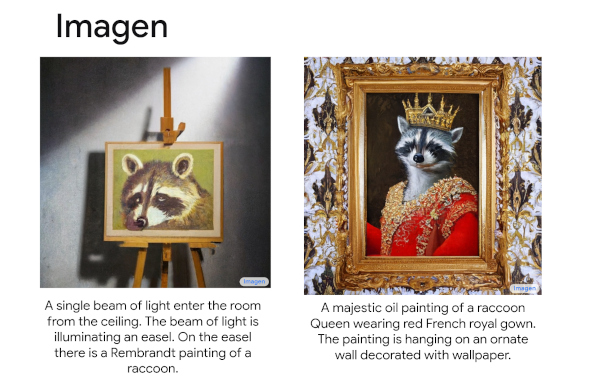 Imagen
Imagen
Imagen
A single beam of light enter the room
from the ceiling. The beam of light is
illuminating an easel. On the easel
there is a Rembrandt painting of a
raccoon.
A majestic oil painting of a raccoon
Queen wearing red French royal gown.
The painting is hanging on an ornate
wall decorated with wallpaper.